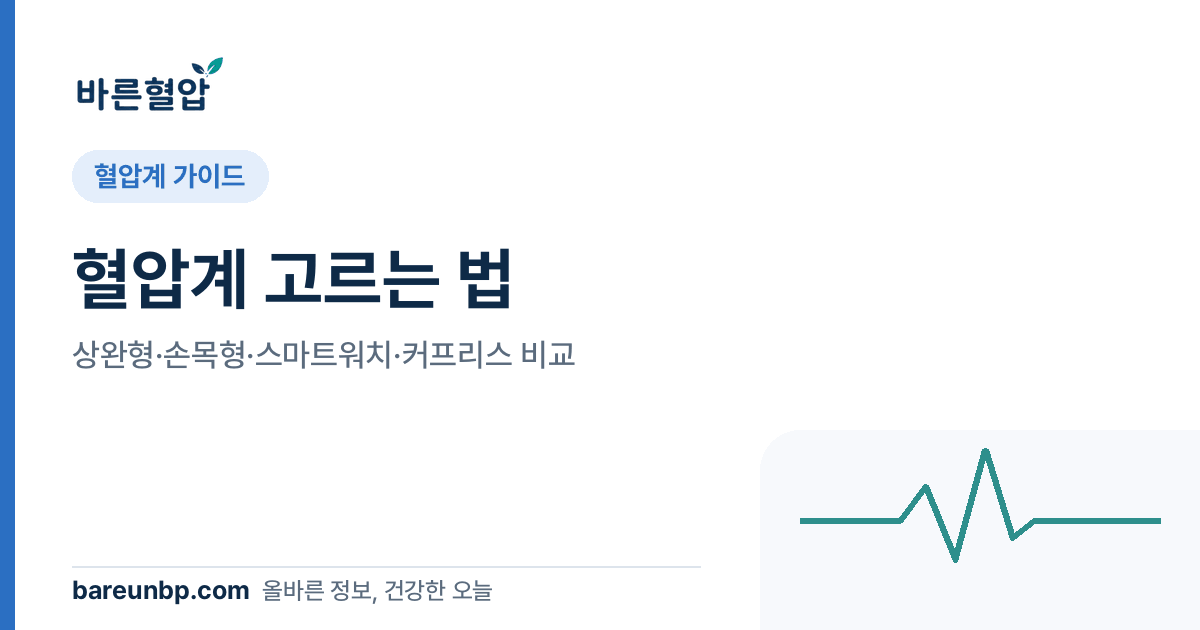 바른혈압
혈압계 가이드
혈압계 고르는 법
상완형·손목형·스마트워치·커프리스 비교
bareunbp.com 올바른 정보, 건강한 오늘